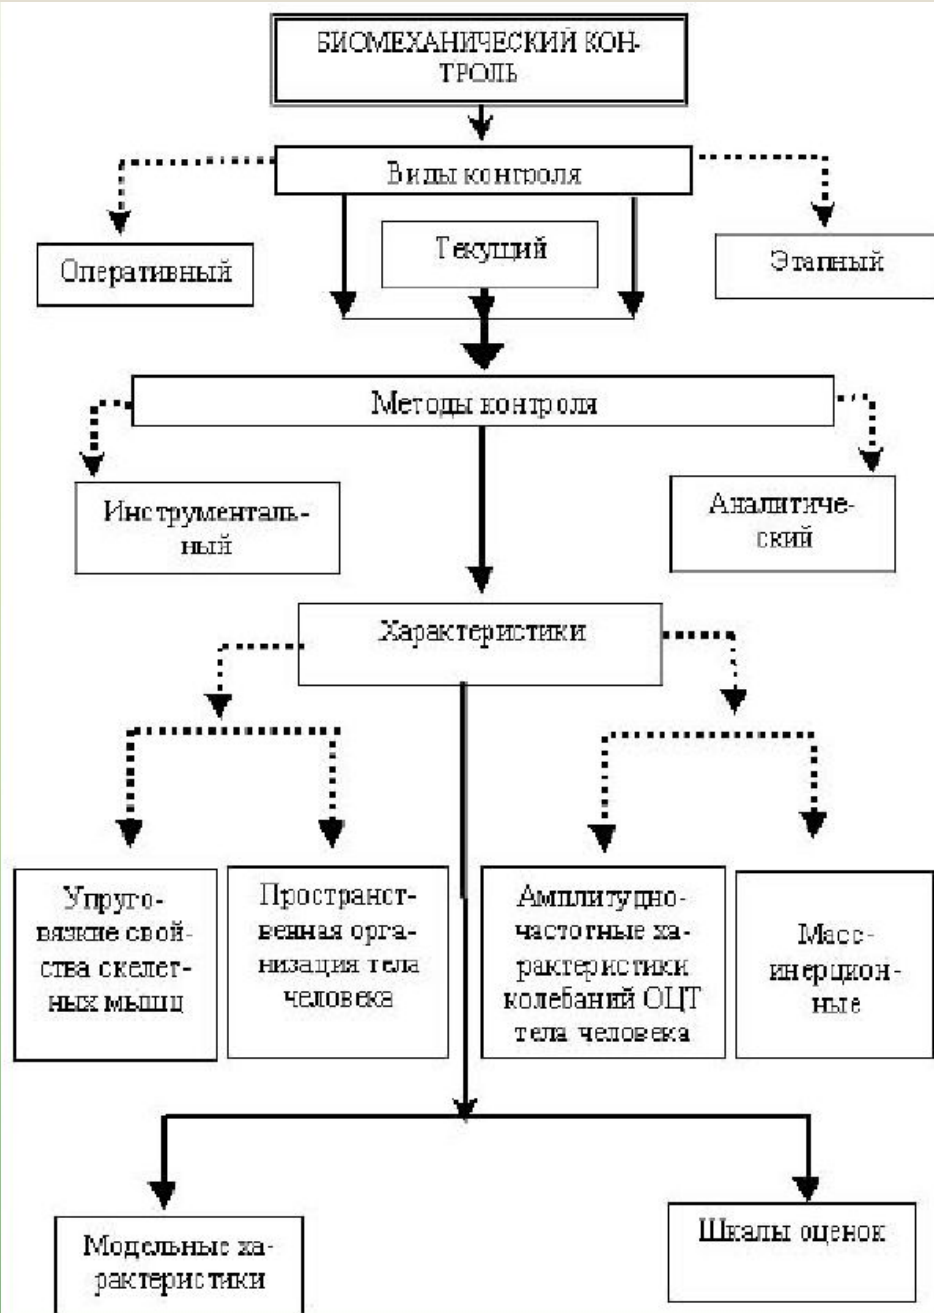 БИОМЕХАНИЧЕСКИЙ КОН-
ТРОЛЬ
Виды контроля
Оперативный
Текущий
Этапный
Методы контроля
Инструменталь-
ный
Аналитиче-
ский
Характеристики
Упруго-
вязкие свой-
ства скелет-
ных мышц
Пространст-
венная орга-
низация тела
человека
Амплитудно-
частотные ха-
рактеристики
колебаний ОЦТ
тела человека
Масс-
инерцион-
ные
Модельные ха-
рактеристики
Шкалы оценок